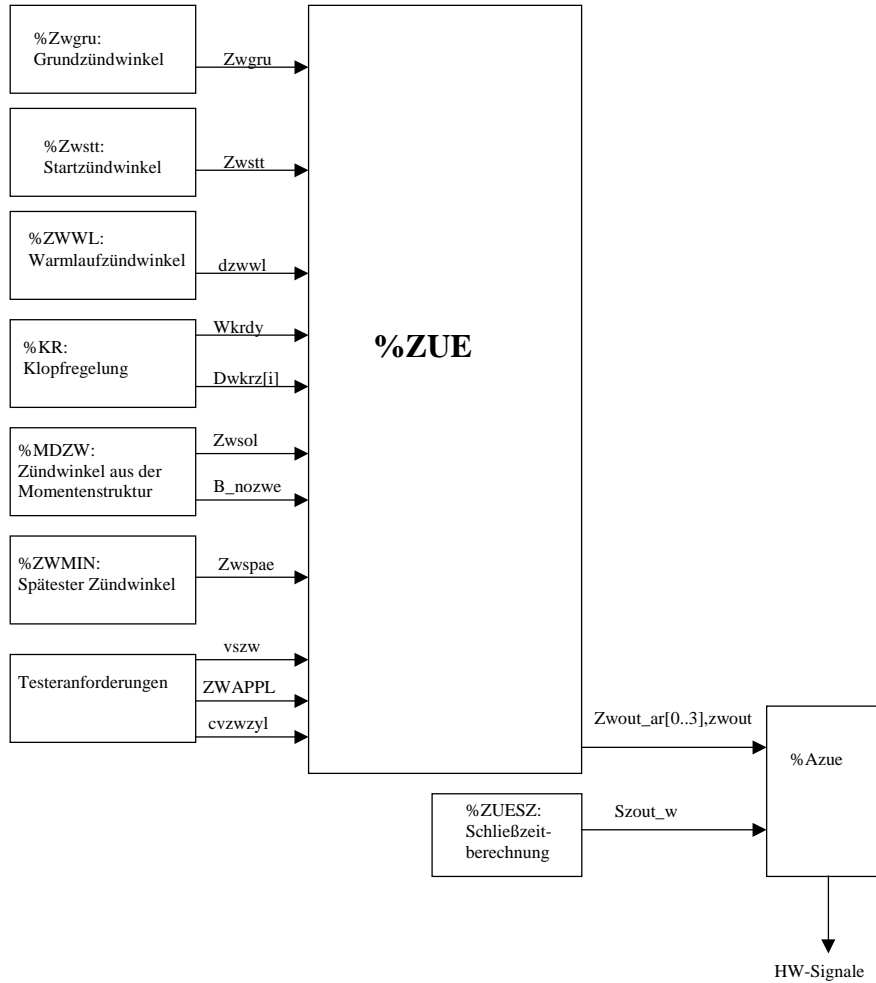 %Zwgru:
Grundzündwinkel
Zwgru
%Zwstt:
Startzündwinkel
Zwstt
%ZWWL:
Warmlaufzündwinkel
dzwwl
%KR:
Klopfregelung
Wkrdy
Dwkrz[i]
%ZUE
%MDZW:
Zündwinkel aus der
Momentenstruktur
Zwsol
B_nozwe
%ZWMIN:
Spätester Zündwinkel
Zwspae
Testeranforderungen
vszw
ZWAPPL
cvzwzyl
Zwout_ar[0..3],zwout
%Azue
%ZUESZ:
Schließzeit-
berechnung
Szout_w
HW-Signale